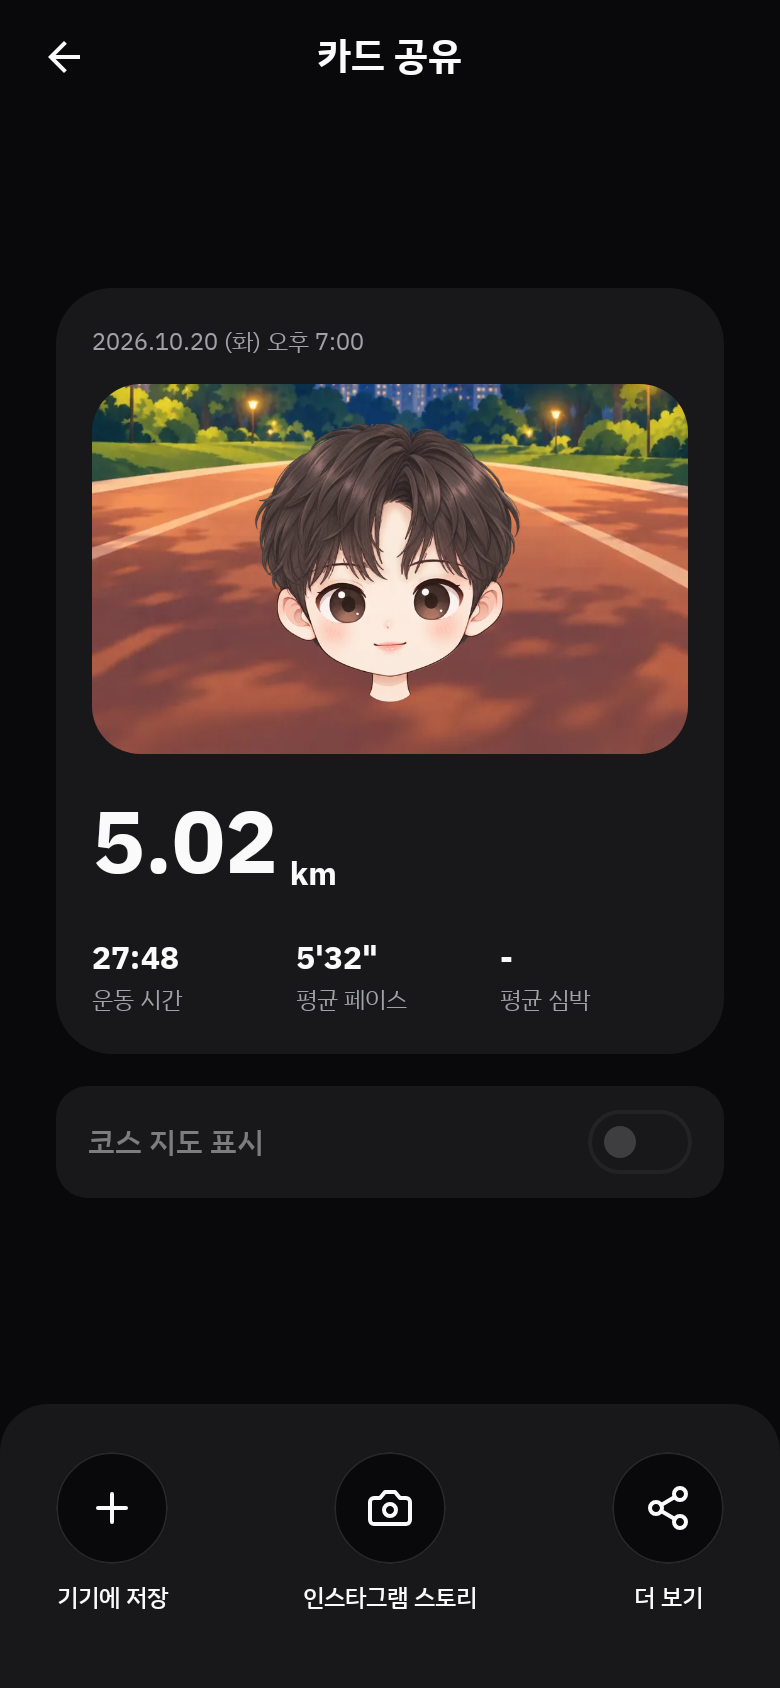 카드 공유
2026.10.20 (화) 오후 7:00
5.02 km
27:48 5'32" -
운동 시간 평균 페이스 평균 심박
코스 지도 표시
기기에 저장 인스타그램 스토리 더 보기